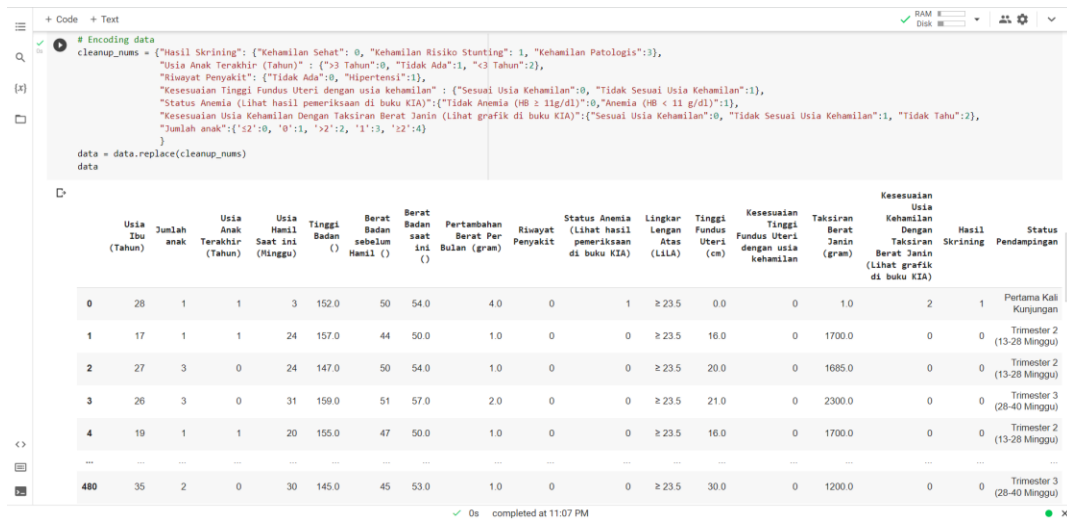 + Code + Text
RAM
Disk
# Encoding data
cleanup_nums = {"Hasil Skrining": {"Kehamilan Sehat": 0, "Kehamilan Risiko Stunting": 1, "Kehamilan Patologis":3},
"Usia Anak Terakhir (Tahun)" : {">3 Tahun":0, "Tidak Ada":1, "<3 Tahun":2},
"Riwayat Penyakit": {"Tidak Ada":0, "Hipertensi":1},
"Kesesuaian Tinggi Fundus Uteri dengan usia kehamilan" : {"Sesuai Usia Kehamilan":0, "Tidak Sesuai Usia Kehamilan":1},
"Status Anemia (Lihat hasil pemeriksaan di buku KIA)":{"Tidak Anemia (HB ≥ 11g/dl)":0,"Anemia (HB < 11 g/dl)":1},
"Kesesuaian Usia Kehamilan Dengan Taksiran Berat Janin (Lihat grafik di buku KIA)":{"Sesuai Usia Kehamilan":0, "Tidak Sesuai Usia Kehamilan":1, "Tidak Tahu":2},
"Jumlah anak":{'≤2':0, '0':1, '>2':2, '1':3, '≥2':4}
}
data = data.replace(cleanup_nums)
data
Usia Ibu (Tahun) Jumlah anak Usia Anak Terakhir (Tahun) Usia Hamil Saat ini (Minggu) Tinggi Badan () Berat Badan sebelum Hamil () Berat Badan saat ini () Pertambahan Berat Per Bulan (gram) Riwayat Penyakit Status Anemia (Lihat hasil pemeriksaan di buku KIA) Lingkar Lengan Atas (LiLA) Tinggi Fundus Uteri (cm) Kesesuaian Tinggi Fundus Uteri dengan usia kehamilan Taksiran Berat Janin (gram) Kesesuaian Usia Kehamilan Dengan Taksiran Berat Janin (Lihat grafik di buku KIA) Hasil Skrining Status Pendampingan
0 28 1 1 3 152.0 50 54.0 4.0 0 1 ≥ 23.5 0.0 0 1.0 2 1 Pertama Kali Kunjungan
1 17 1 1 24 157.0 44 50.0 1.0 0 0 ≥ 23.5 16.0 0 1700.0 0 0 Trimester 2 (13-28 Minggu)
2 27 3 0 24 147.0 50 54.0 1.0 0 0 ≥ 23.5 20.0 0 1685.0 0 0 Trimester 2 (13-28 Minggu)
3 26 3 0 31 159.0 51 57.0 2.0 0 0 ≥ 23.5 21.0 0 2300.0 0 0 Trimester 3 (28-40 Minggu)
4 19 1 1 20 155.0 47 50.0 1.0 0 0 ≥ 23.5 16.0 0 1700.0 0 0 Trimester 2 (13-28 Minggu)
... ... ... ... ... ... ... ... ... ... ... ... ... ... ... ... ... ...
480 35 2 0 30 145.0 45 53.0 1.0 0 0 ≥ 23.5 30.0 0 1200.0 0 0 Trimester 3 (28-40 Minggu)
0s completed at 11:07 PM